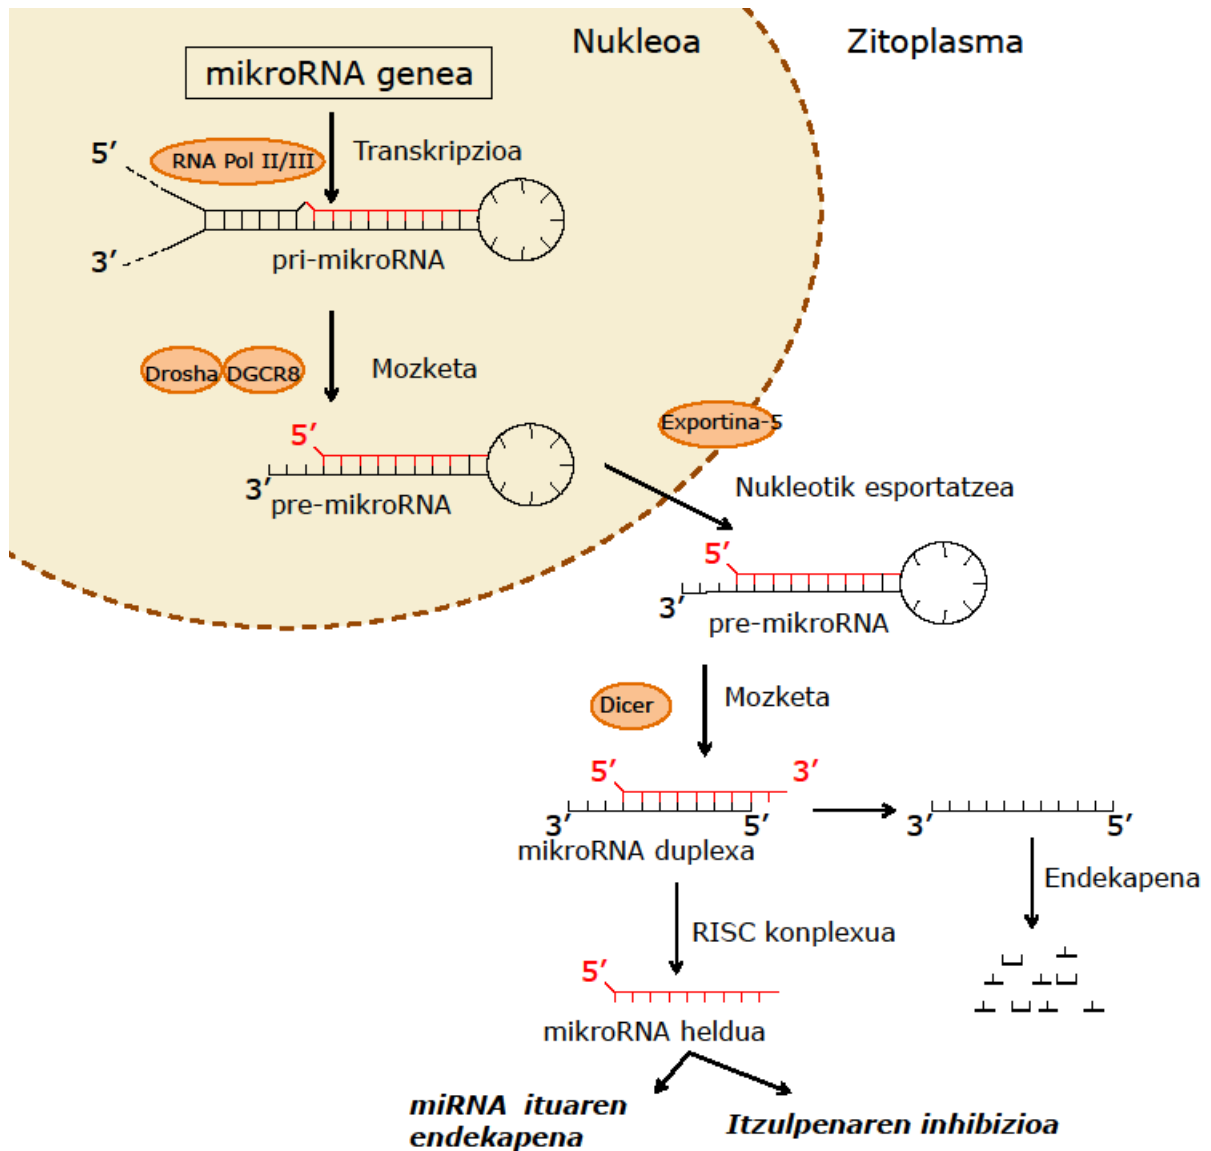 Nukleoa
Zitoplasma
mikroRNA genea
5’
RNA Pol II/III
Transkripzioa
3’
pri-mikroRNA
Drosha
DGCR8
Mozketa
Exportina-5
5’
3’
pre-mikroRNA
Nukleotik esportatzea
5’
3’
pre-mikroRNA
Dicer
Mozketa
5’
3’
3’
5’
mikroRNA duplexa
3’
5’
Endekapena
RISC konplexua
5’
mikroRNA heldua
miRNA ituaren
endekapena
Itzulpenaren inhibizioa